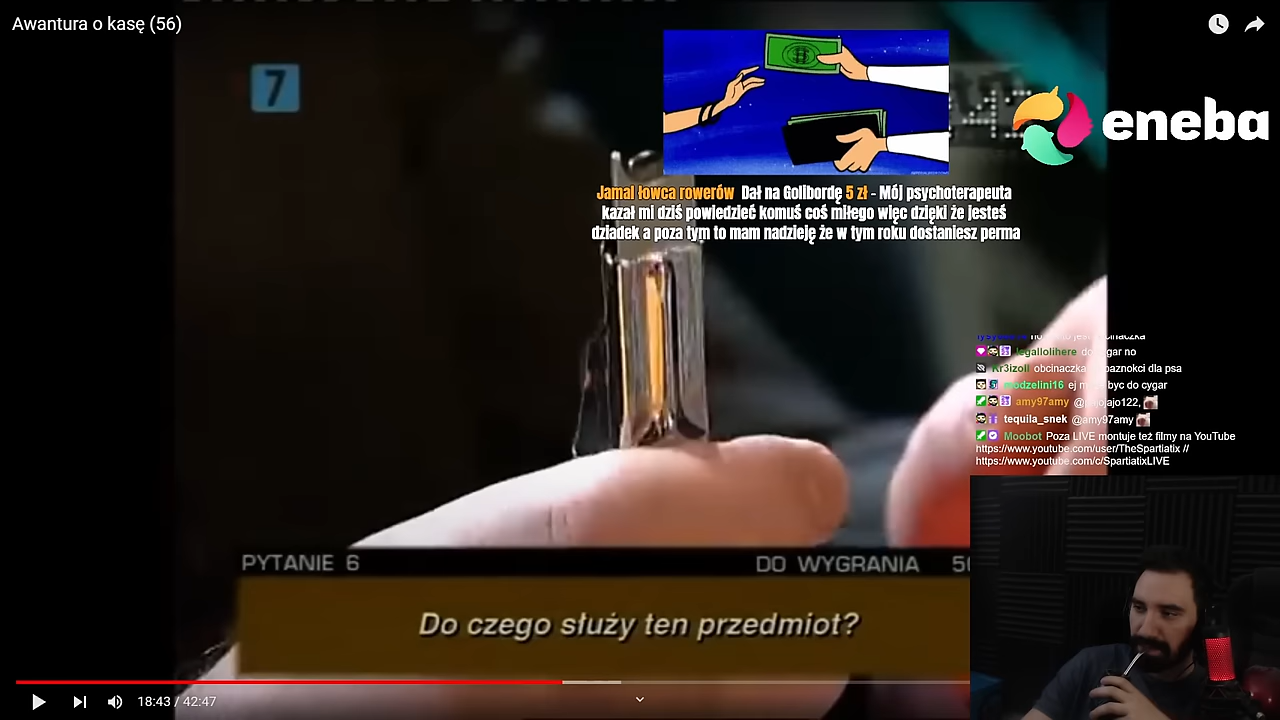 Awantura o kasę (56)
7
eneba
Jamal łowca rowerów Dał na Golibordę 5 zł - Mój psychoterapeuta
kazał mi dziś powiedzieć komuś coś miłego więc dzięki że jesteś
dziadek a poza tym to mam nadzieję że w tym roku dostaniesz perma
legallolihere do cygar no
Kr3izoll obcinaczka paznokci dla psa
modzelini16 ej może byc do cygar
amy97amy @jojojajo122,
tequila_snek @amy97amy
Moobot Poza LIVE montuje też filmy na YouTube
https://www.youtube.com/user/TheSpartiatix //
https://www.youtube.com/c/SpartiatixLIVE
PYTANIE 6
DO WYGRANIA
Do czego służy ten przedmiot?
18:43 / 42:47